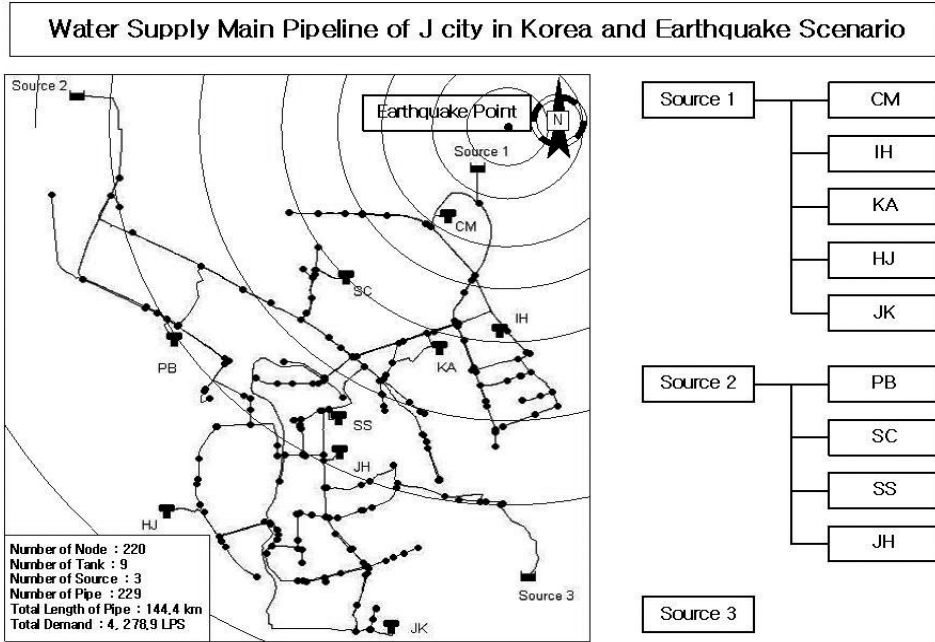 Water Supply Main Pipeline of J city in Korea and Earthquake Scenario
Source 2
Earthquake Point
N
Source 1
CM
SC
IH
PB
KA
SS
JH
HJ
Source 3
JK
Number of Node : 220
Number of Tank : 9
Number of Source : 3
Number of Pipe : 229
Total Length of Pipe : 144.4 km
Total Demand : 4, 278.9 LPS
Source 1
CM
IH
KA
HJ
JK
Source 2
PB
SC
SS
JH
Source 3